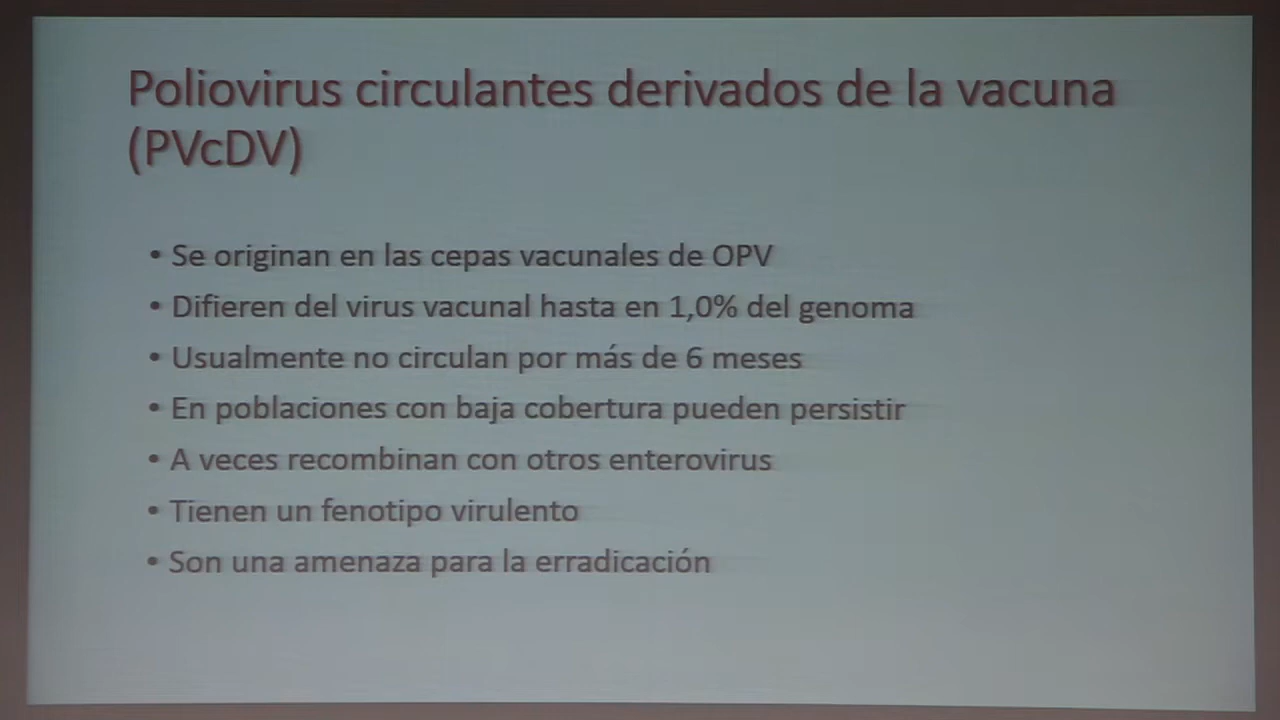 Poliovirus circulantes derivados de la vacuna
(PVcDV)
• Se originan en las cepas vacunales de OPV
• Difieren del virus vacunal hasta en 1,0% del genoma
• Usualmente no circulan por más de 6 meses
• En poblaciones con baja cobertura pueden persistir
• A veces recombinan con otros enterovirus
• Tienen un fenotipo virulento
• Son una amenaza para la erradicación